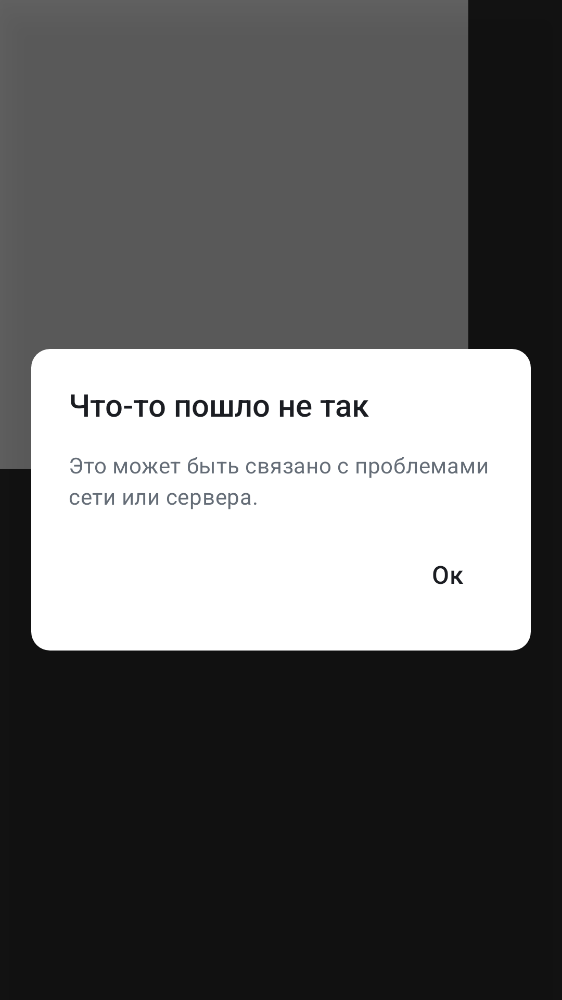 Что-то пошло не так
Это может быть связано с проблемами
сети или сервера.
Ок